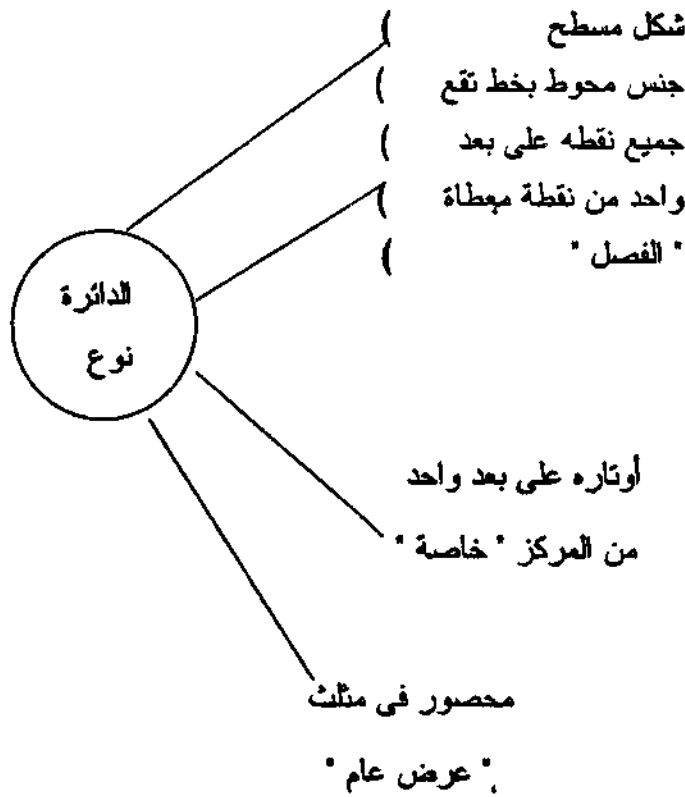 شكل مسطح (
جنس محوط بخط تقع (
جميع نقطه على بعد (
واحد من نقطة معطاة (
" الفصل " (
الدائرة
نوع
أوتاره على بعد واحد
من المركز " خاصة "
محصور فى مثلث
" عرض عام "